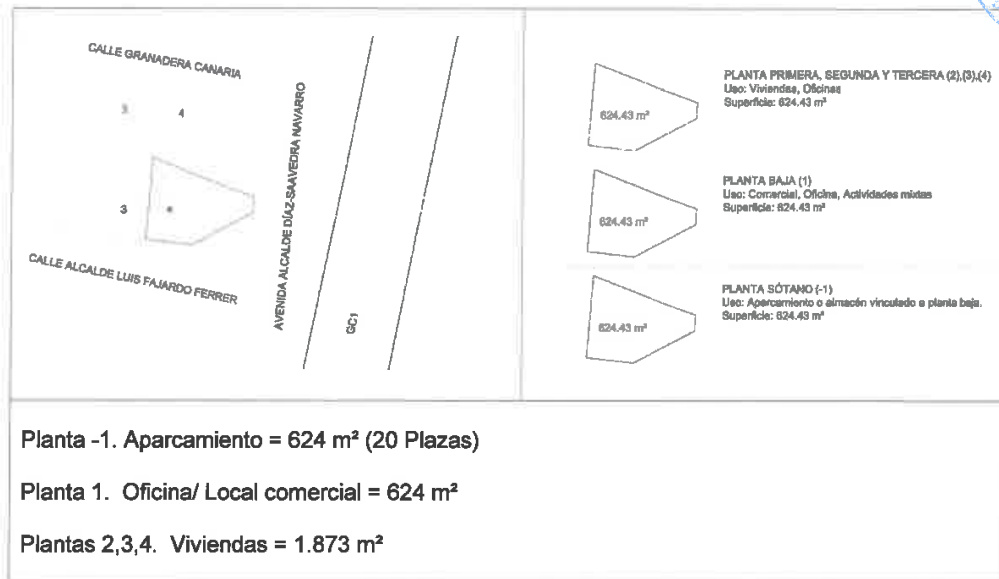 CALLE GRANADERA CANARIA
3
4
3
CALLE ALCALDE LUIS FAJARDO FERRER
AVENIDA ALCALDE DÍAZ-SAAVEDRA NAVARRO
GC1
624.43 m²
PLANTA PRIMERA, SEGUNDA Y TERCERA (2),(3),(4)
Uso: Viviendas, Oficinas
Superficie: 624.43 m²
624.43 m²
PLANTA BAJA (1)
Uso: Comercial, Oficina, Actividades mixtas
Superficie: 624.43 m²
624.43 m²
PLANTA SÓTANO (-1)
Uso: Aparcamiento o almacén vinculado a planta baja.
Superficie: 624.43 m²
Planta -1. Aparcamiento = 624 m² (20 Plazas)
Planta 1. Oficina/ Local comercial = 624 m²
Plantas 2,3,4. Viviendas = 1.873 m²